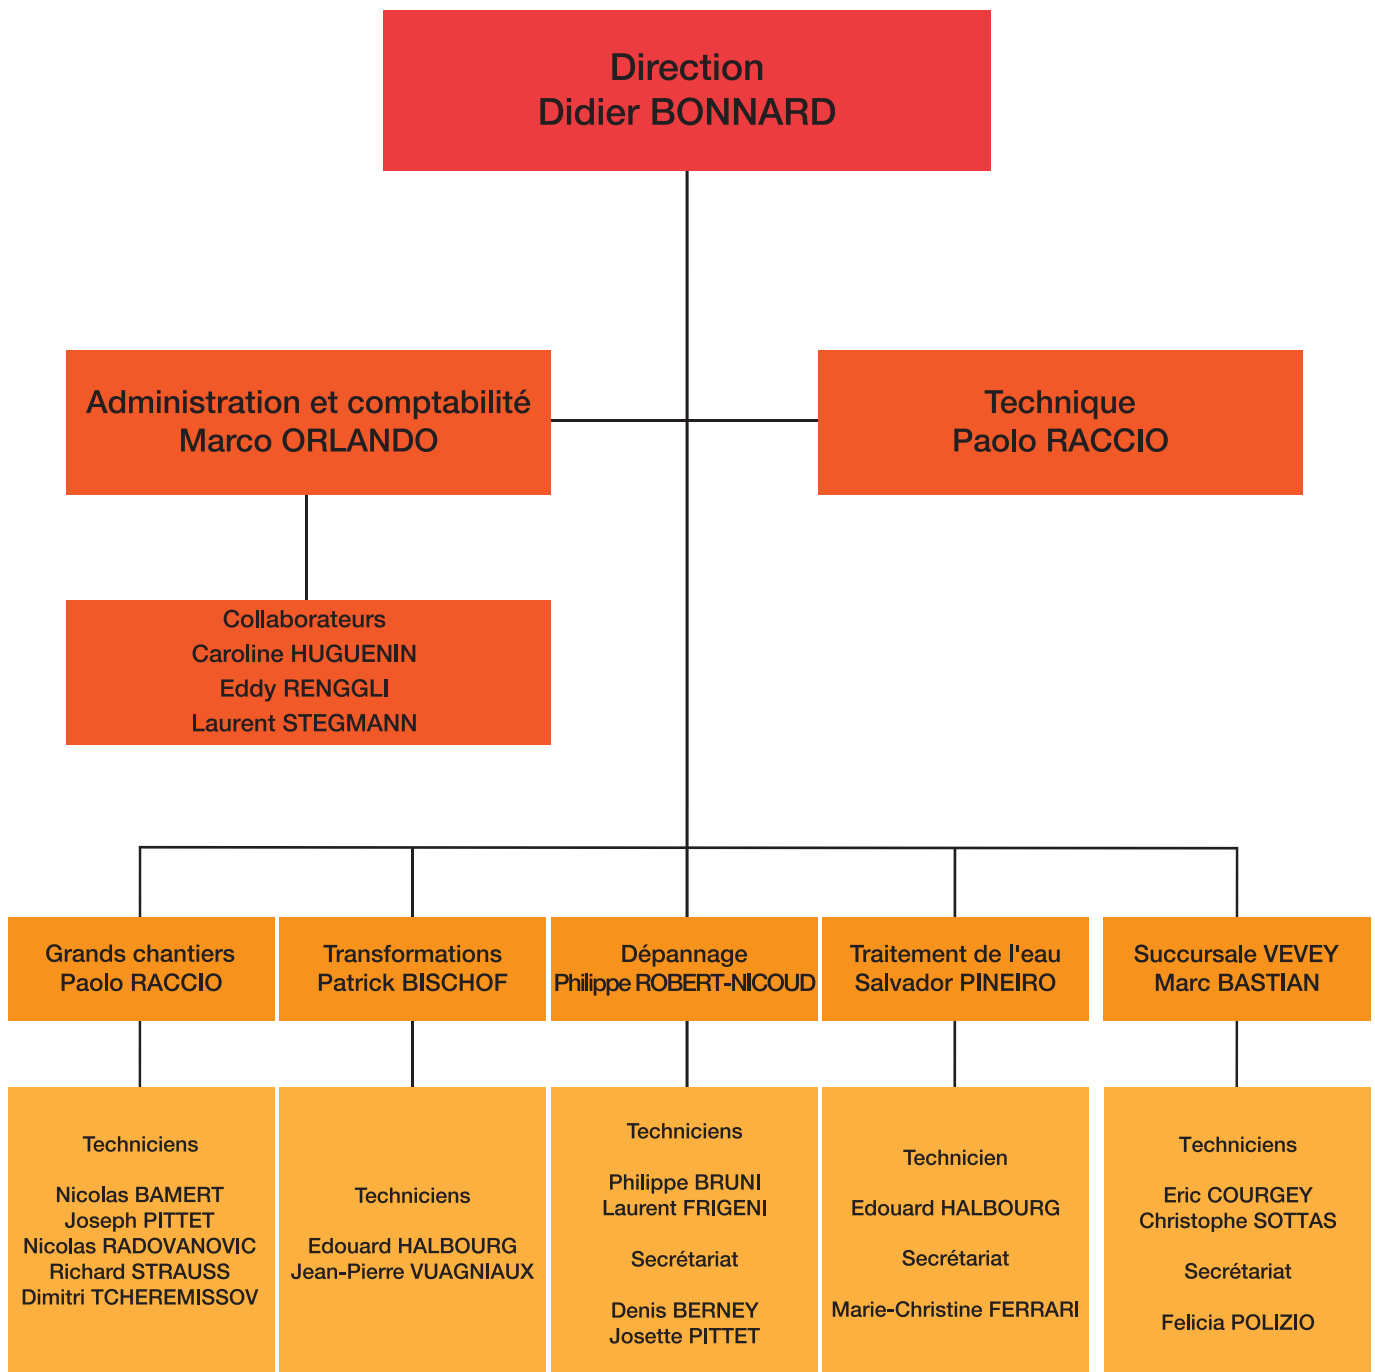 Direction
Didier BONNARD
Administration et comptabilité
Marco ORLANDO
Technique
Paolo RACCIO
Collaborateurs
Caroline HUGUENIN
Eddy RENGGLI
Laurent STEGMANN
Grands chantiers
Paolo RACCIO
Transformations
Patrick BISCHOF
Dépannage
Philippe ROBERT-NICOUD
Traitement de l'eau
Salvador PINEIRO
Succursale VEVEY
Marc BASTIAN
Techniciens
Nicolas BAMERT
Joseph PITTET
Nicolas RADOVANOVIC
Richard STRAUSS
Dimitri TCHEREMISSOV
Techniciens
Edouard HALBOURG
Jean-Pierre VUAGNIAUX
Techniciens
Philippe BRUNI
Laurent FRIGENI
Secrétariat
Denis BERNEY
Josette PITTET
Technicien
Edouard HALBOURG
Secrétariat
Marie-Christine FERRARI
Techniciens
Eric COURGEY
Christophe SOTTAS
Secrétariat
Felicia POLIZIO